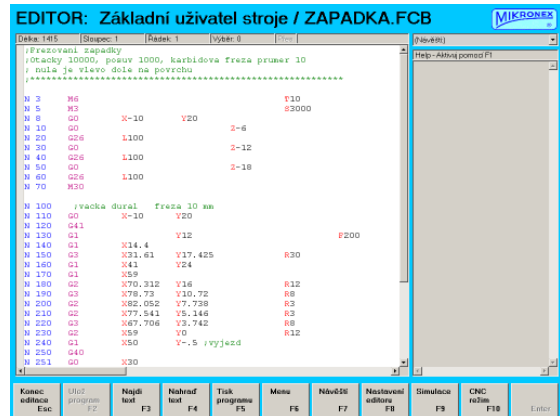 EDITOR: Základní uživatel stroje / ZAPADKA.FCB
MIKRONEX
Délka: 1415 Sloupec: 1 Řádek: 1 Výběr: 0
(Návěští)
Help - Aktivuj pomocí F1
;Frezovani zapadky
;Otacky 10000, posuv 1000, karbidova freza prumer 10
; nula je vlevo dole na povrchu
;****************************************************
N 3 M6 T10
N 5 M3 S3000
N 8 G0 X-10 Y20
N 10 G0 Z-6
N 20 G26 L100
N 30 G0 Z-12
N 40 G26 L100
N 50 G0 Z-18
N 60 G26 L100
N 70 M30
N 100 ;vacka dural freza 10 mm
N 110 G0 X-10 Y20
N 120 G41
N 130 G1 Y12 F200
N 140 G1 X14.4
N 150 G3 X31.61 Y17.425 R30
N 160 G1 X41 Y24
N 170 G1 X59
N 180 G2 X70.312 Y16 R12
N 190 G3 X78.73 Y10.72 R8
N 200 G2 X82.052 Y7.738 R3
N 210 G2 X77.541 Y5.146 R3
N 220 G3 X67.706 Y3.742 R8
N 230 G2 X59 Y0 R12
N 240 G1 X50 Y-.5 ;vyjezd
N 250 G40
N 251 G0 X30
Konec editace Esc
Ulož program F2
Najdi text F3
Nahraď text F4
Tisk programu F5
Menu F6
Návěští F7
Nastavení editoru F8
Simulace F9
CNC režim F10
Enter